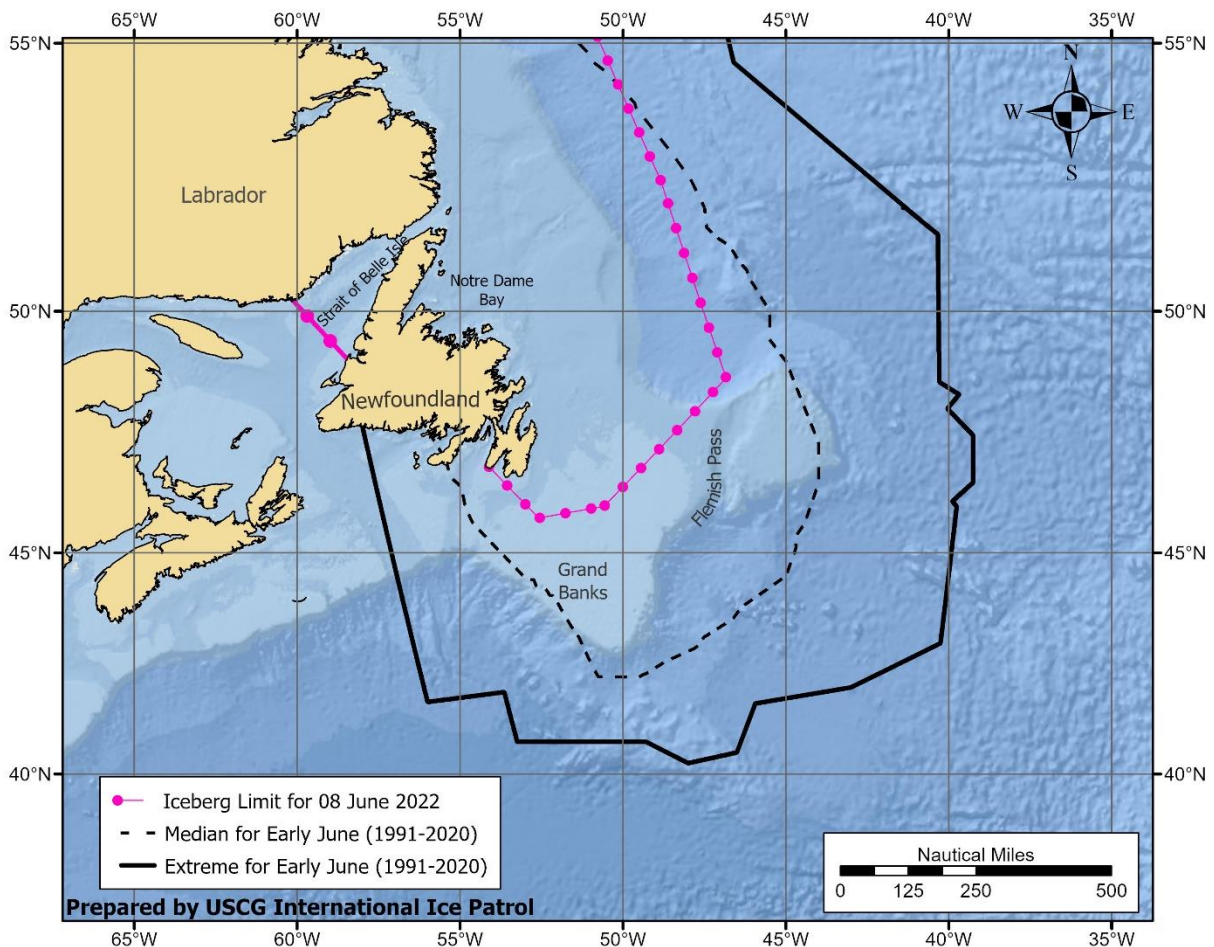 65°W 60°W 55°W 50°W 45°W 40°W 35°W
55°N 55°N
N
W E
S
Labrador
Strait of Belle Isle
Notre Dame
Bay
50°N 50°N
Newfoundland
Flemish Pass
45°N 45°N
Grand
Banks
40°N 40°N
Iceberg Limit for 08 June 2022
Median for Early June (1991-2020)
Extreme for Early June (1991-2020)
Nautical Miles
0 125 250 500
Prepared by USCG International Ice Patrol
65°W 60°W 55°W 50°W 45°W 40°W 35°W